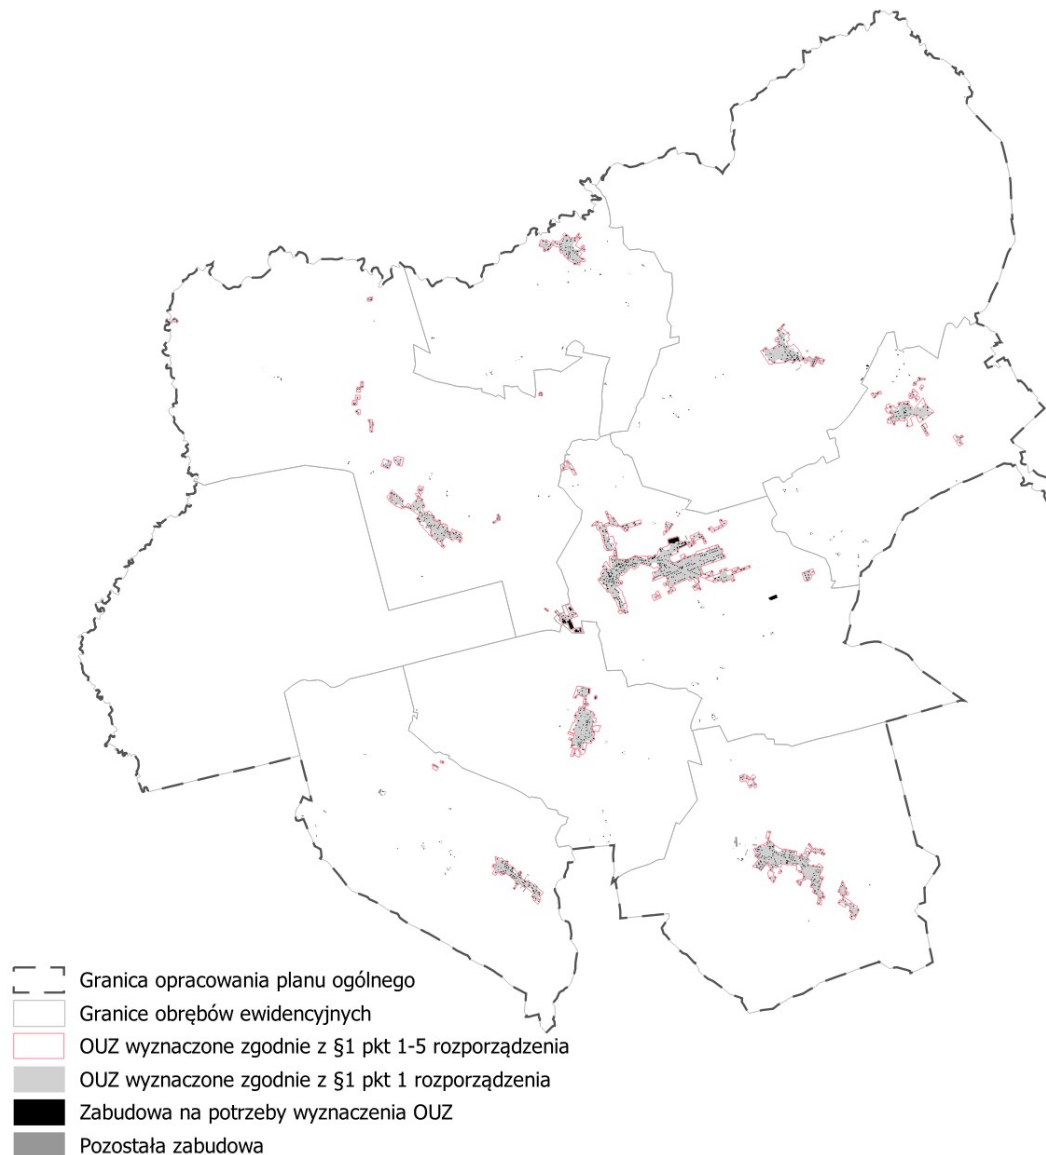 Granica opracowania planu ogólnego
Granice obrębów ewidencyjnych
OUZ wyznaczone zgodnie z §1 pkt 1-5 rozporządzenia
OUZ wyznaczone zgodnie z §1 pkt 1 rozporządzenia
Zabudowa na potrzeby wyznaczenia OUZ
Pozostała zabudowa